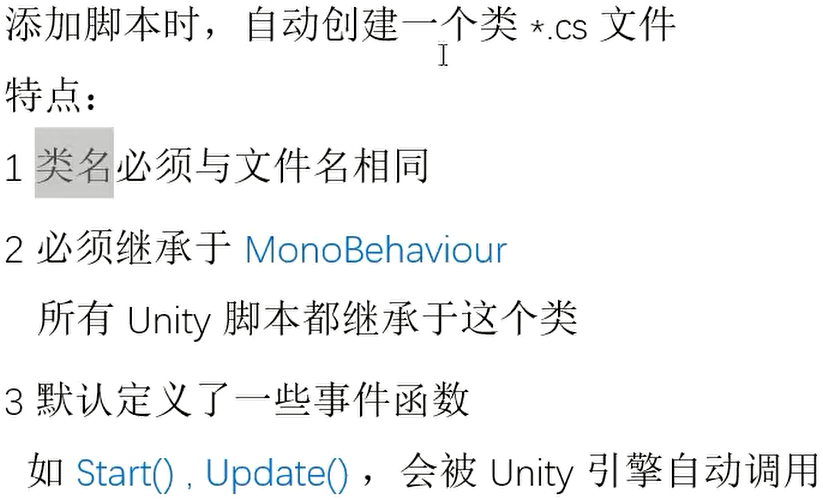 添加脚本时，自动创建一个类 *.cs 文件
特点：
1 类名必须与文件名相同
2 必须继承于 MonoBehaviour
所有 Unity 脚本都继承于这个类
3 默认定义了一些事件函数
如 Start() , Update() ，会被 Unity 引擎自动调用